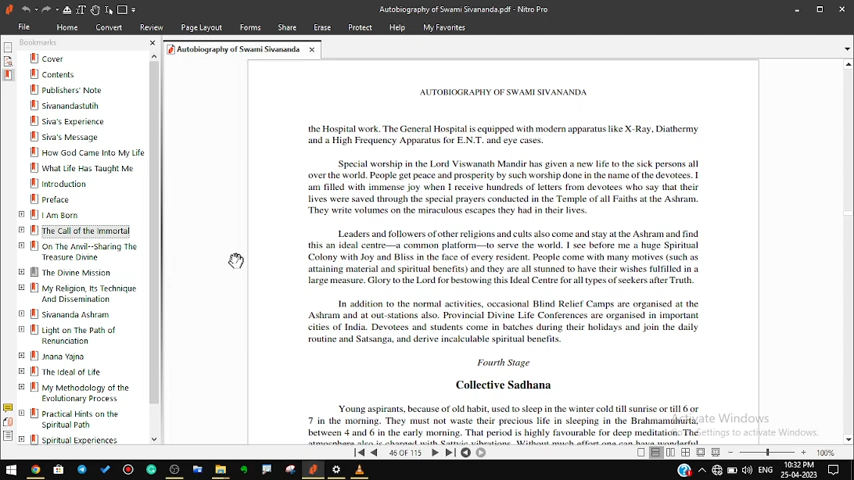 Autobiography of Swami Sivananda.pdf - Nitro Pro
File
Home
Convert
Review
Page Layout
Forms
Share
Erase
Protect
Help
My Favorites
Bookmarks
Autobiography of Swami Sivananda
Cover
Contents
Publishers' Note
Sivanandastutih
Siva's Experience
Siva's Message
How God Came Into My Life
What Life Has Taught Me
Introduction
Preface
I Am Born
The Call of the Immortal
On The Anvil--Sharing The
Treasure Divine
The Divine Mission
My Religion, Its Technique
And Dissemination
Sivananda Ashram
Light on The Path of
Renunciation
Jnana Yajna
The Ideal of Life
My Methodology of the
Evolutionary Process
Practical Hints on the
Spiritual Path
Spiritual Experiences
AUTOBIOGRAPHY OF SWAMI SIVANANDA
the Hospital work. The General Hospital is equipped with modern apparatus like X-Ray, Diathermy
and a High Frequency Apparatus for E.N.T. and eye cases.
Special worship in the Lord Viswanath Mandir has given a new life to the sick persons all
over the world. People get peace and prosperity by such worship done in the name of the devotees. I
am filled with immense joy when I receive hundreds of letters from devotees who say that their
lives were saved through the special prayers conducted in the Temple of all Faiths at the Ashram.
They write volumes on the miraculous escapes they had in their lives.
Leaders and followers of other religions and cults also come and stay at the Ashram and find
this an ideal centre—a common platform—to serve the world. I see before me a huge Spiritual
Colony with Joy and Bliss in the face of every resident. People come with many motives (such as
attaining material and spiritual benefits) and they are all stunned to have their wishes fulfilled in a
large measure. Glory to the Lord for bestowing this Ideal Centre for all types of seekers after Truth.
In addition to the normal activities, occasional Blind Relief Camps are organised at the
Ashram and at out-stations also. Provincial Divine Life Conferences are organised in important
cities of India. Devotees and students come in batches during their holidays and join the daily
routine and Satsanga, and derive incalculable spiritual benefits.
Fourth Stage
Collective Sadhana
Young aspirants, because of old habit, used to sleep in the winter cold till sunrise or till 6 or
7 in the morning. They must not waste their precious life in sleeping in the Brahmamuhurta,
between 4 and 6 in the early morning. That period is highly favourable for deep meditation. The
atmosphere also is charged with Sattvic vibrations. Without much effort one can have wonderful
Activate Windows
Go to Settings to activate Windows.
46 OF 115
100%
ENG
10:32 PM
25-04-2023